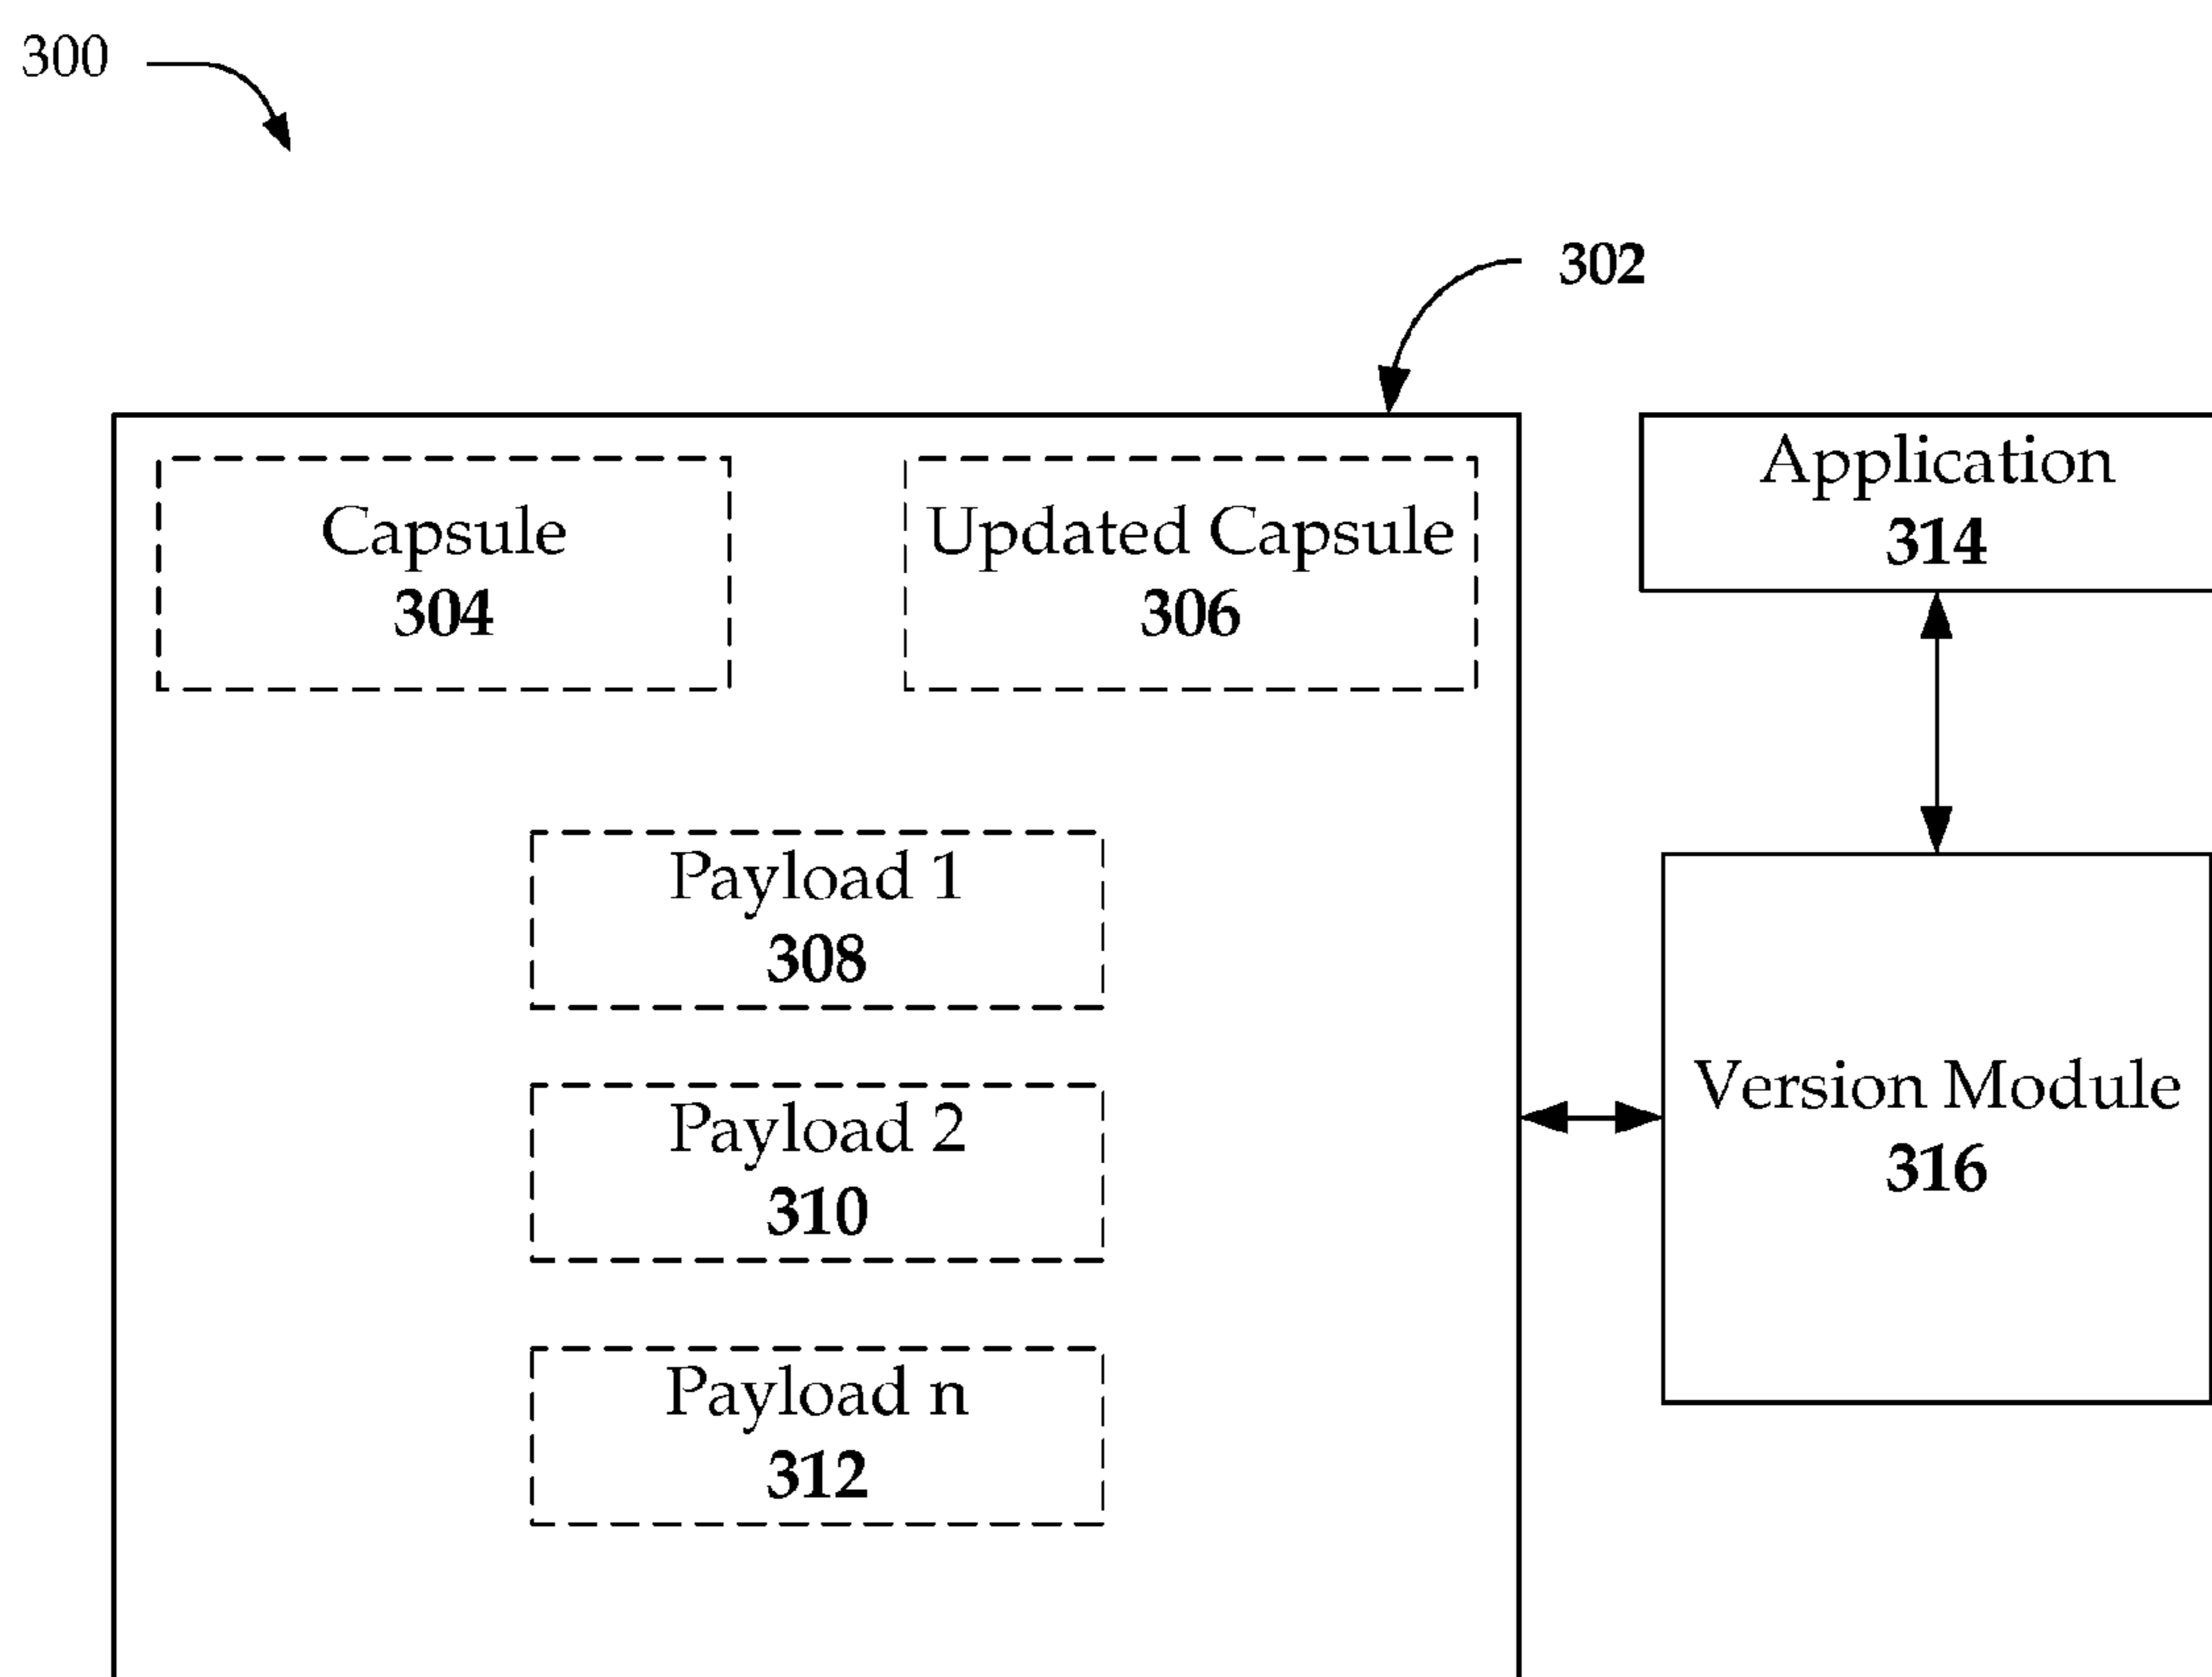 300
302
Capsule
304
Updated Capsule
306
Application
314
Payload 1
308
Payload 2
310
Version Module
316
Payload n
312